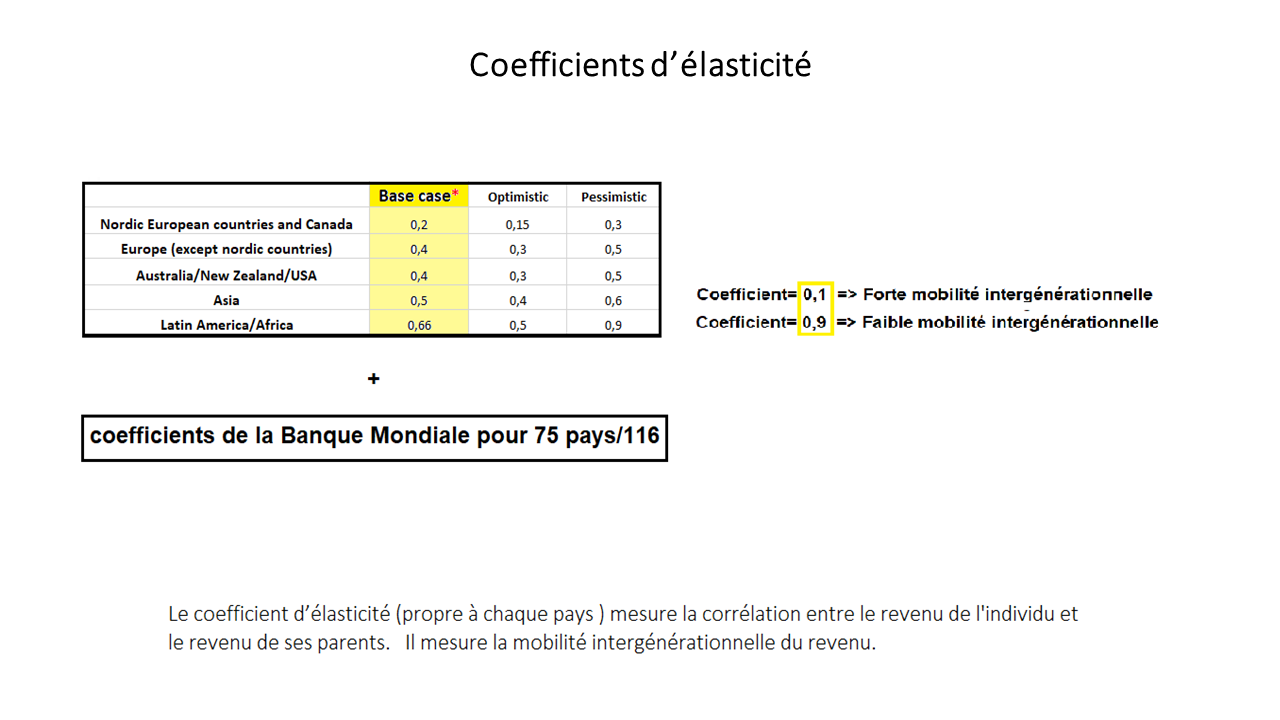 Coefficients d’élasticité
Base case* Optimistic Pessimistic
Nordic European countries and Canada 0,2 0,15 0,3
Europe (except nordic countries) 0,4 0,3 0,5
Australia/New Zealand/USA 0,4 0,3 0,5
Asia 0,5 0,4 0,6
Latin America/Africa 0,66 0,5 0,9
Coefficient= 0,1 => Forte mobilité intergénérationnelle
Coefficient= 0,9 => Faible mobilité intergénérationnelle
+
coefficients de la Banque Mondiale pour 75 pays/116
Le coefficient d’élasticité (propre à chaque pays ) mesure la corrélation entre le revenu de l'individu et
le revenu de ses parents. Il mesure la mobilité intergénérationnelle du revenu.